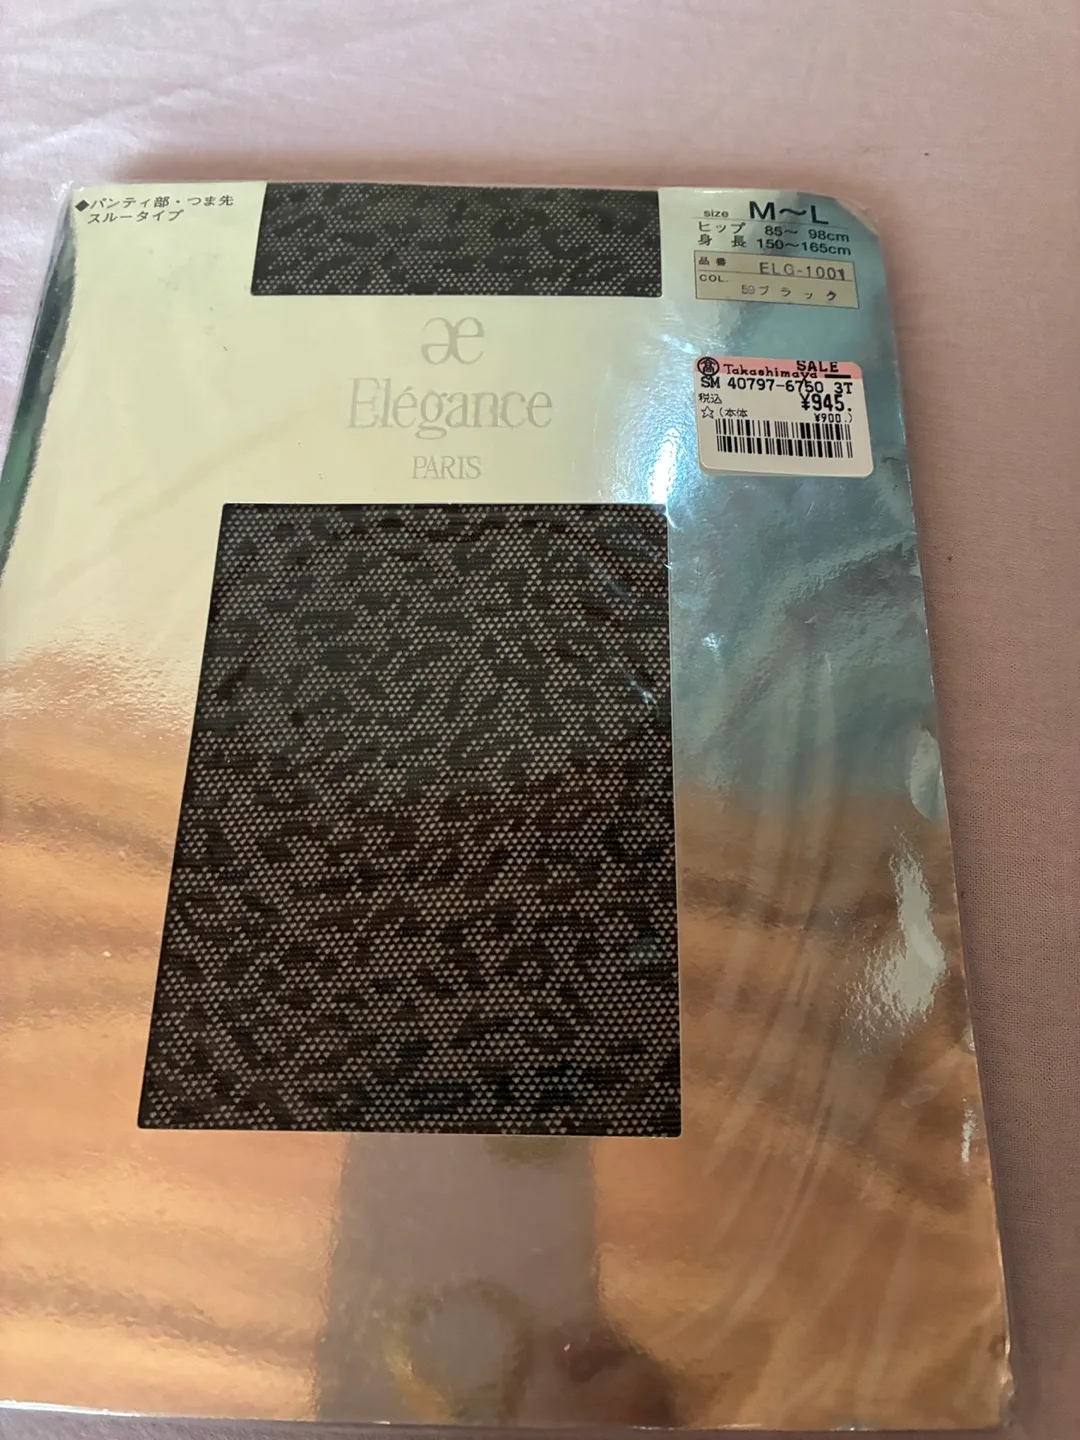 ◆パンティ部・つま先
スルータイプ
size M〜L
ヒップ 85〜 98cm
身 長 150〜165cm
品番 ELG-1001
COL. 59ブラック
æ
Elégance
PARIS
髙 Takashimaya SALE
SM 40797-6750 3T
税込 ¥945.
☆(本体 ¥900.)